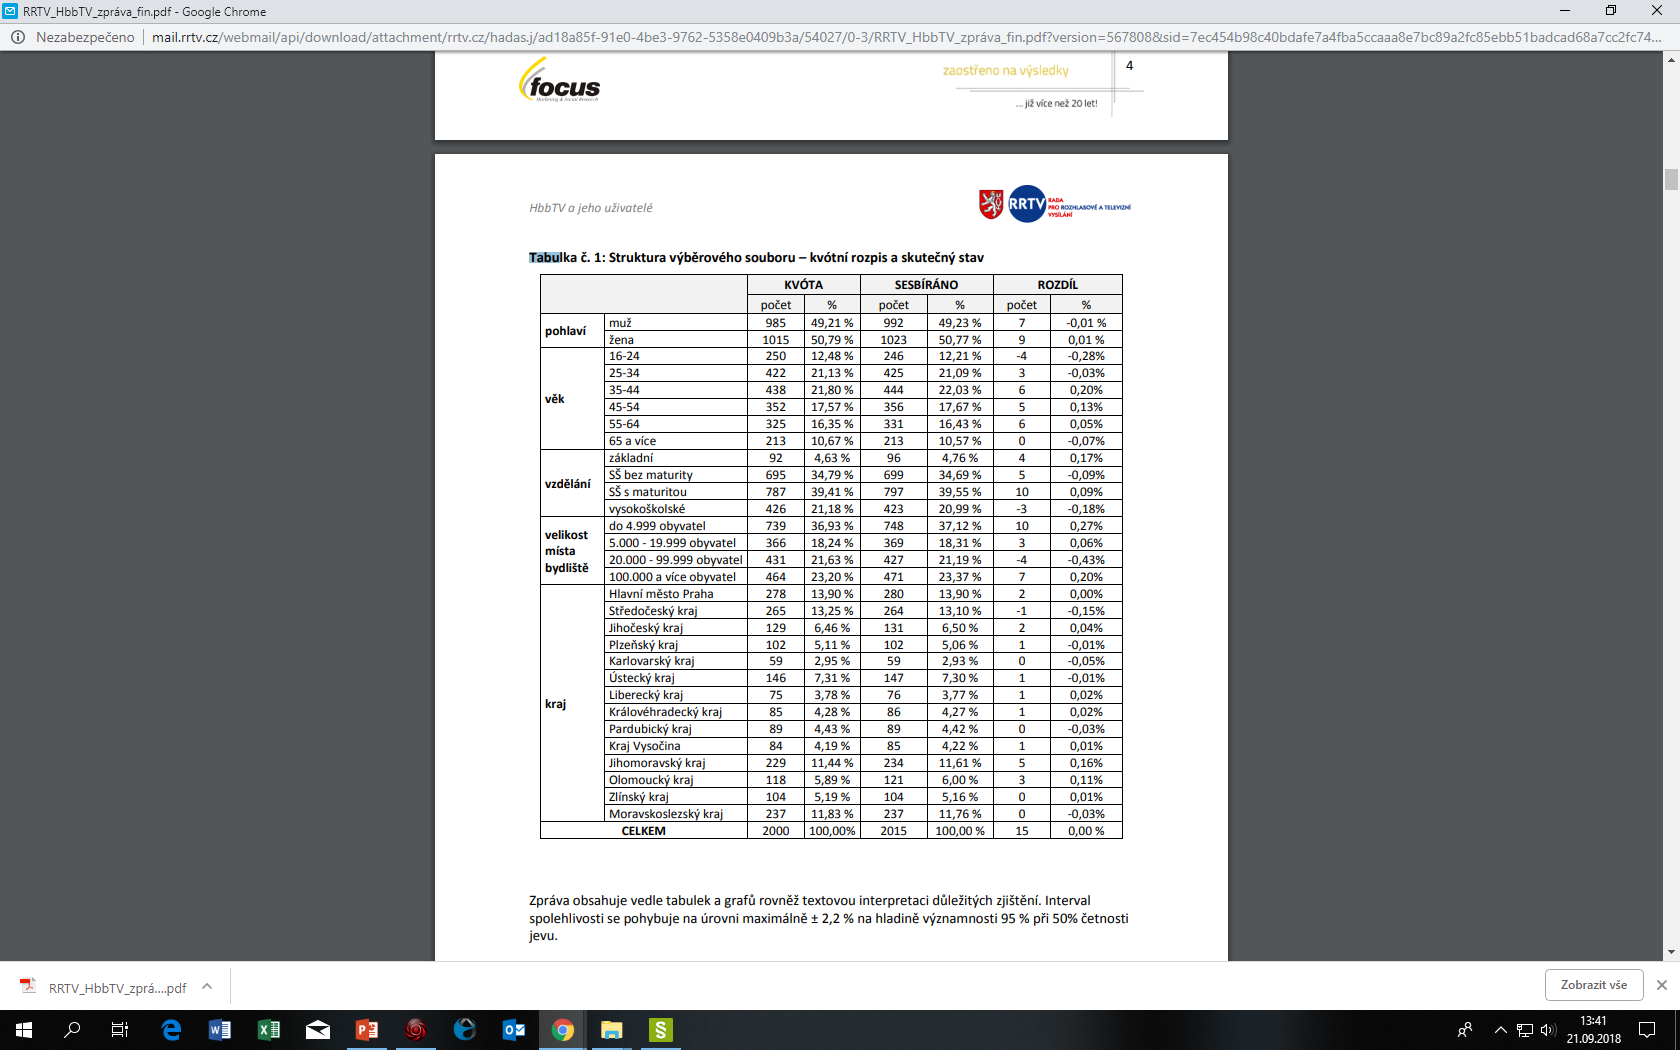 RRTV_HbbTV_zpráva_fin.pdf - Google Chrome
Nezabezpečeno | mail.rrtv.cz/webmail/api/download/attachment/rrtv.cz/hadas.j/ad18a85f-91e0-4be3-9762-5358e0409b3a/54027/0-3/RRTV_HbbTV_zpráva_fin.pdf?version=567808&sid=7ec454b98c40bdafe7a4fba5ccaaa8e7bc89a2fc85ebb51badcad68a7cc2fc74...
focus
Marketing & Social Research
zaostřeno na výsledky
4
... již více než 20 let!
HbbTV a jeho uživatelé
RRTV
RADA
PRO ROZHLASOVÉ A TELEVIZNÍ
VYSÍLÁNÍ
Tabulka č. 1: Struktura výběrového souboru – kvótní rozpis a skutečný stav
KVÓTA SESBÍRÁNO ROZDÍL
počet % počet % počet %
pohlaví
muž 985 49,21 % 992 49,23 % 7 -0,01 %
žena 1015 50,79 % 1023 50,77 % 9 0,01 %
věk
16-24 250 12,48 % 246 12,21 % -4 -0,28%
25-34 422 21,13 % 425 21,09 % 3 -0,03%
35-44 438 21,80 % 444 22,03 % 6 0,20%
45-54 352 17,57 % 356 17,67 % 5 0,13%
55-64 325 16,35 % 331 16,43 % 6 0,05%
65 a více 213 10,67 % 213 10,57 % 0 -0,07%
vzdělání
základní 92 4,63 % 96 4,76 % 4 0,17%
SŠ bez maturity 695 34,79 % 699 34,69 % 5 -0,09%
SŠ s maturitou 787 39,41 % 797 39,55 % 10 0,09%
vysokoškolské 426 21,18 % 423 20,99 % -3 -0,18%
velikost
místa
bydliště
do 4.999 obyvatel 739 36,93 % 748 37,12 % 10 0,27%
5.000 - 19.999 obyvatel 366 18,24 % 369 18,31 % 3 0,06%
20.000 - 99.999 obyvatel 431 21,63 % 427 21,19 % -4 -0,43%
100.000 a více obyvatel 464 23,20 % 471 23,37 % 7 0,20%
kraj
Hlavní město Praha 278 13,90 % 280 13,90 % 2 0,00%
Středočeský kraj 265 13,25 % 264 13,10 % -1 -0,15%
Jihočeský kraj 129 6,46 % 131 6,50 % 2 0,04%
Plzeňský kraj 102 5,11 % 102 5,06 % 1 -0,01%
Karlovarský kraj 59 2,95 % 59 2,93 % 0 -0,05%
Ústecký kraj 146 7,31 % 147 7,30 % 1 -0,01%
Liberecký kraj 75 3,78 % 76 3,77 % 1 0,02%
Královéhradecký kraj 85 4,28 % 86 4,27 % 1 0,02%
Pardubický kraj 89 4,43 % 89 4,42 % 0 -0,03%
Kraj Vysočina 84 4,19 % 85 4,22 % 1 0,01%
Jihomoravský kraj 229 11,44 % 234 11,61 % 5 0,16%
Olomoucký kraj 118 5,89 % 121 6,00 % 3 0,11%
Zlínský kraj 104 5,19 % 104 5,16 % 0 0,01%
Moravskoslezský kraj 237 11,83 % 237 11,76 % 0 -0,03%
CELKEM 2000 100,00% 2015 100,00 % 15 0,00 %
Zpráva obsahuje vedle tabulek a grafů rovněž textovou interpretaci důležitých zjištění. Interval
spolehlivosti se pohybuje na úrovni maximálně ± 2,2 % na hladině významnosti 95 % při 50% četnosti
jevu.
RRTV_HbbTV_zprá....pdf
Zobrazit vše
13:41
21.09.2018